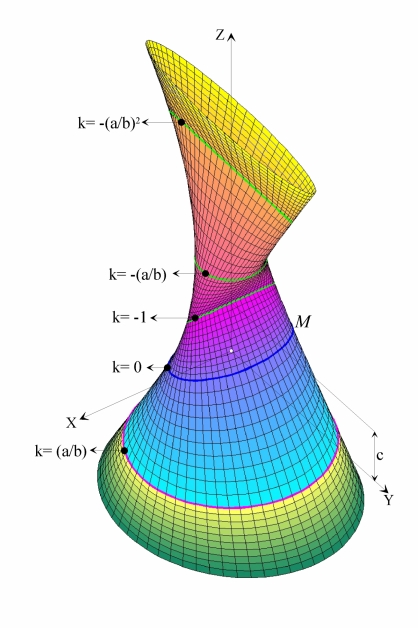 Z
k= -(a/b)²
k= -(a/b)
k= -1
M
k= 0
X
k= (a/b)
c
Y